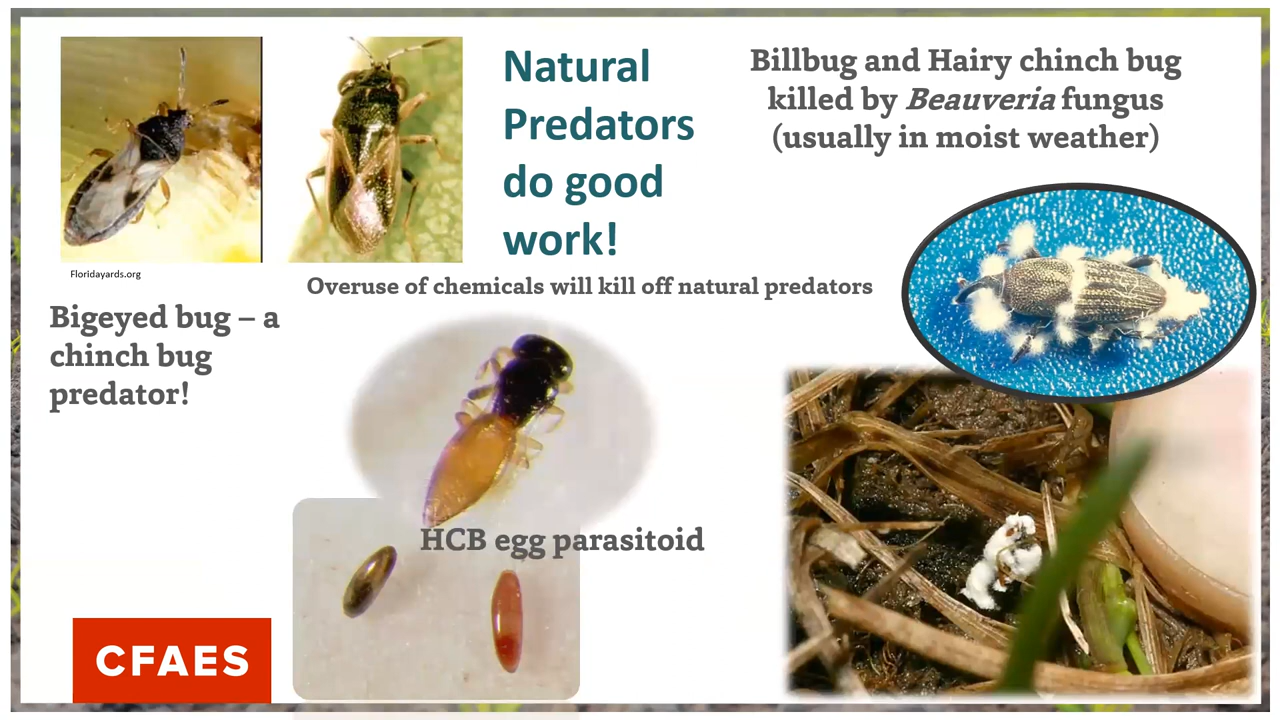 Natural
Predators
do good
work!
Billbug and Hairy chinch bug
killed by Beauveria fungus
(usually in moist weather)
Floridayards.org
Overuse of chemicals will kill off natural predators
Bigeyed bug – a
chinch bug
predator!
HCB egg parasitoid
CFAES